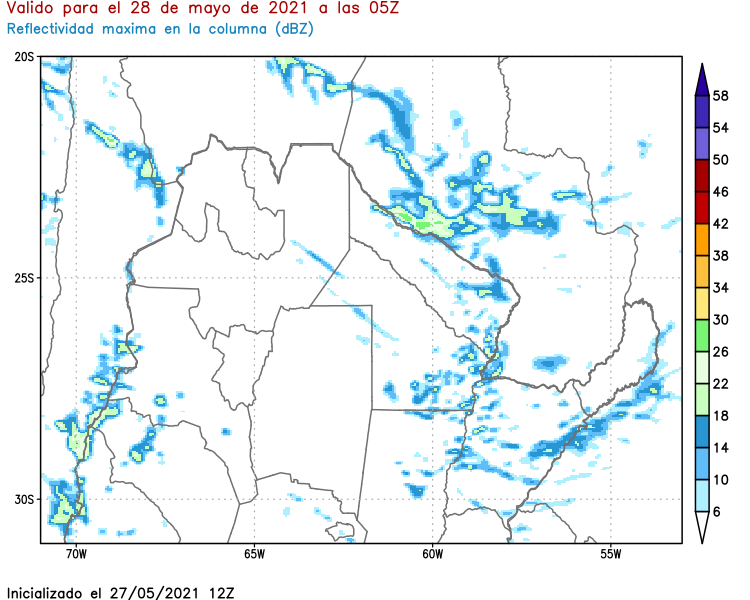 Valido para el 28 de mayo de 2021 a las 05Z
Reflectividad maxima en la columna (dBZ)
20S
25S
30S
70W
65W
60W
55W
58
54
50
46
42
38
34
30
26
22
18
14
10
6
Inicializado el 27/05/2021 12Z